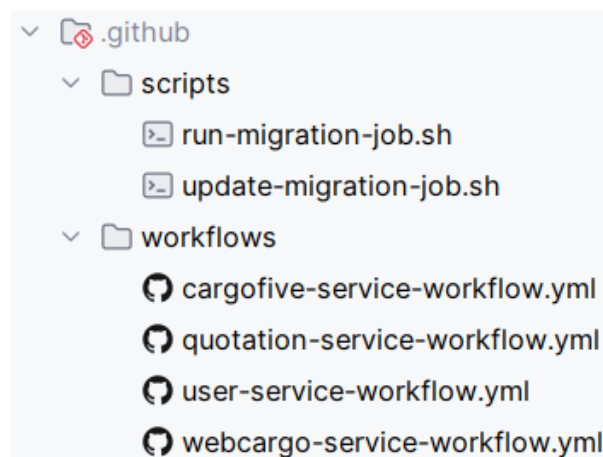 .github
scripts
run-migration-job.sh
update-migration-job.sh
workflows
cargofive-service-workflow.yml
quotation-service-workflow.yml
user-service-workflow.yml
webcargo-service-workflow.yml